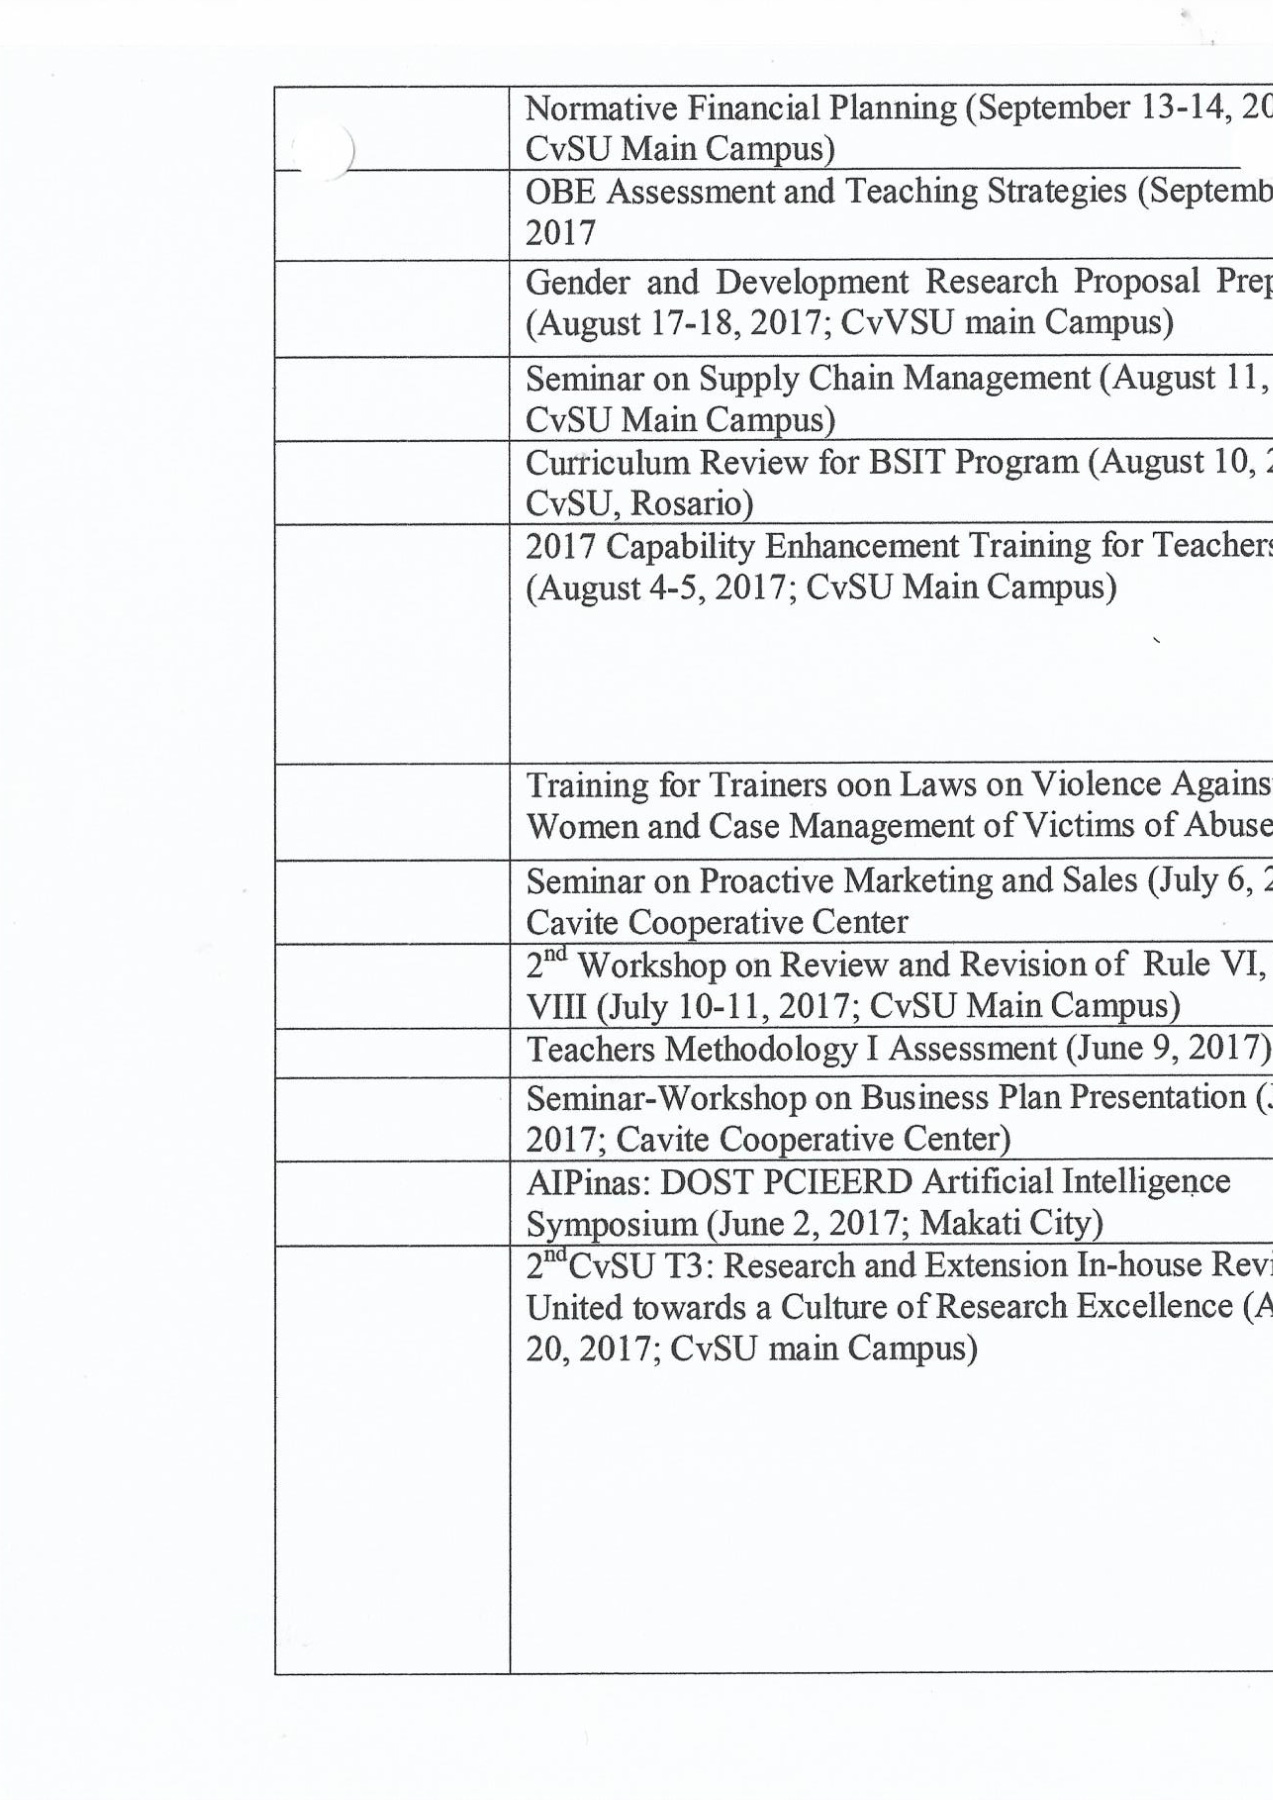 Normative Financial Planning (September 13-14, 20
CvSU Main Campus)
OBE Assessment and Teaching Strategies (Septemb
2017
Gender and Development Research Proposal Prep
(August 17-18, 2017; CvVSU main Campus)
Seminar on Supply Chain Management (August 11,
CvSU Main Campus)
Curriculum Review for BSIT Program (August 10, 2
CvSU, Rosario)
2017 Capability Enhancement Training for Teachers
(August 4-5, 2017; CvSU Main Campus)
Training for Trainers oon Laws on Violence Agains
Women and Case Management of Victims of Abuse
Seminar on Proactive Marketing and Sales (July 6, 2
Cavite Cooperative Center
2nd Workshop on Review and Revision of Rule VI,
VIII (July 10-11, 2017; CvSU Main Campus)
Teachers Methodology I Assessment (June 9, 2017)
Seminar-Workshop on Business Plan Presentation (
2017; Cavite Cooperative Center)
AIPinas: DOST PCIEERD Artificial Intelligence
Symposium (June 2, 2017; Makati City)
2nd CvSU T3: Research and Extension In-house Revi
United towards a Culture of Research Excellence (A
20, 2017; CvSU main Campus)